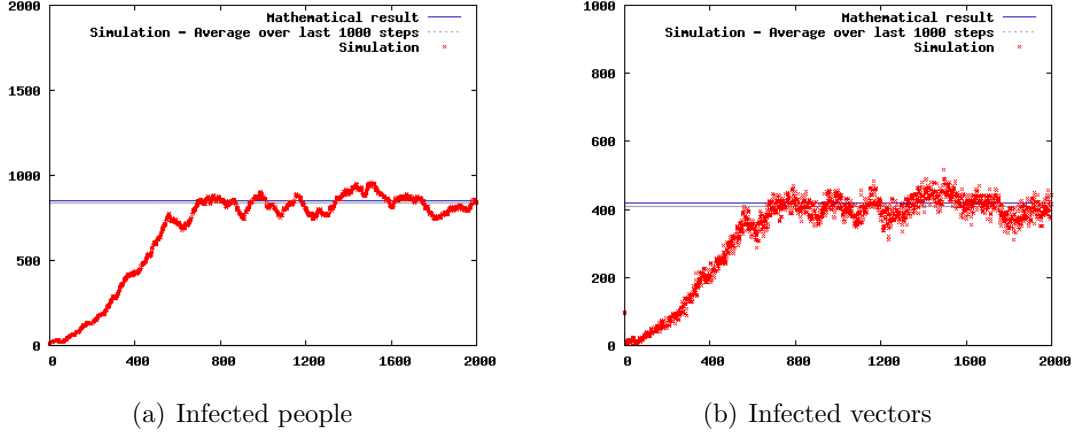 2000
1500
1000
500
0
Mathematical result
Simulation - Average over last 1000 steps
Simulation
0 400 800 1200 1600 2000
(a) Infected people
1000
800
600
400
200
0
Mathematical result
Simulation - Average over last 1000 steps
Simulation
0 400 800 1200 1600 2000
(b) Infected vectors